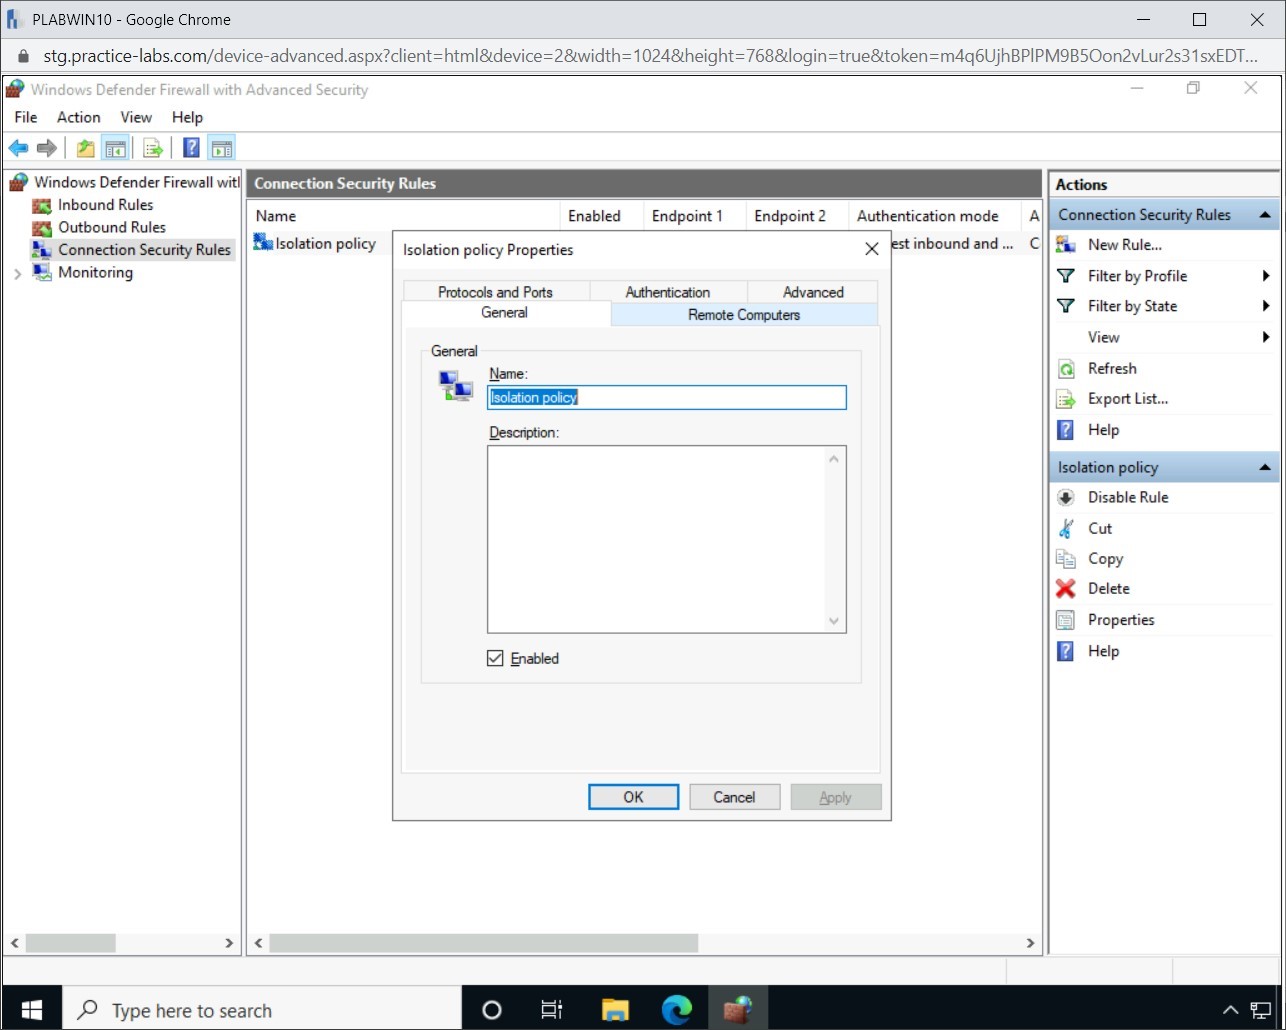 PLABWIN10 - Google Chrome
stg.practice-labs.com/device-advanced.aspx?client=html&device=2&width=1024&height=768&login=true&token=m4q6UjhBPlPM9B5Oon2vLur2s31sxEDT...
Windows Defender Firewall with Advanced Security
File Action View Help
Windows Defender Firewall with
Inbound Rules
Outbound Rules
Connection Security Rules
Monitoring
Connection Security Rules
Name Enabled Endpoint 1 Endpoint 2 Authentication mode A
Isolation policy est inbound and ... C
Isolation policy Properties
Protocols and Ports Authentication Advanced
General Remote Computers
General
Name:
Isolation policy
Description:
Enabled
OK Cancel Apply
Actions
Connection Security Rules
New Rule...
Filter by Profile
Filter by State
View
Refresh
Export List...
Help
Isolation policy
Disable Rule
Cut
Copy
Delete
Properties
Help
Type here to search